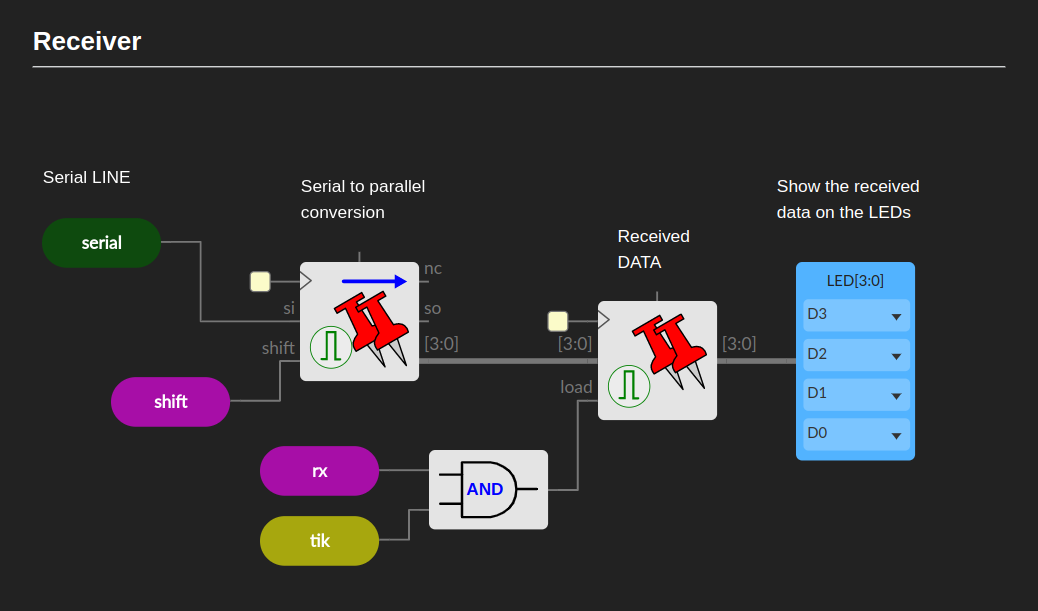 Receiver
Serial LINE
Serial to parallel
conversion
Show the received
data on the LEDs
Received
DATA
serial
nc
si
so
shift
[3:0]
[3:0]
[3:0]
load
LED[3:0]
D3
D2
D1
D0
shift
rx
AND
tik